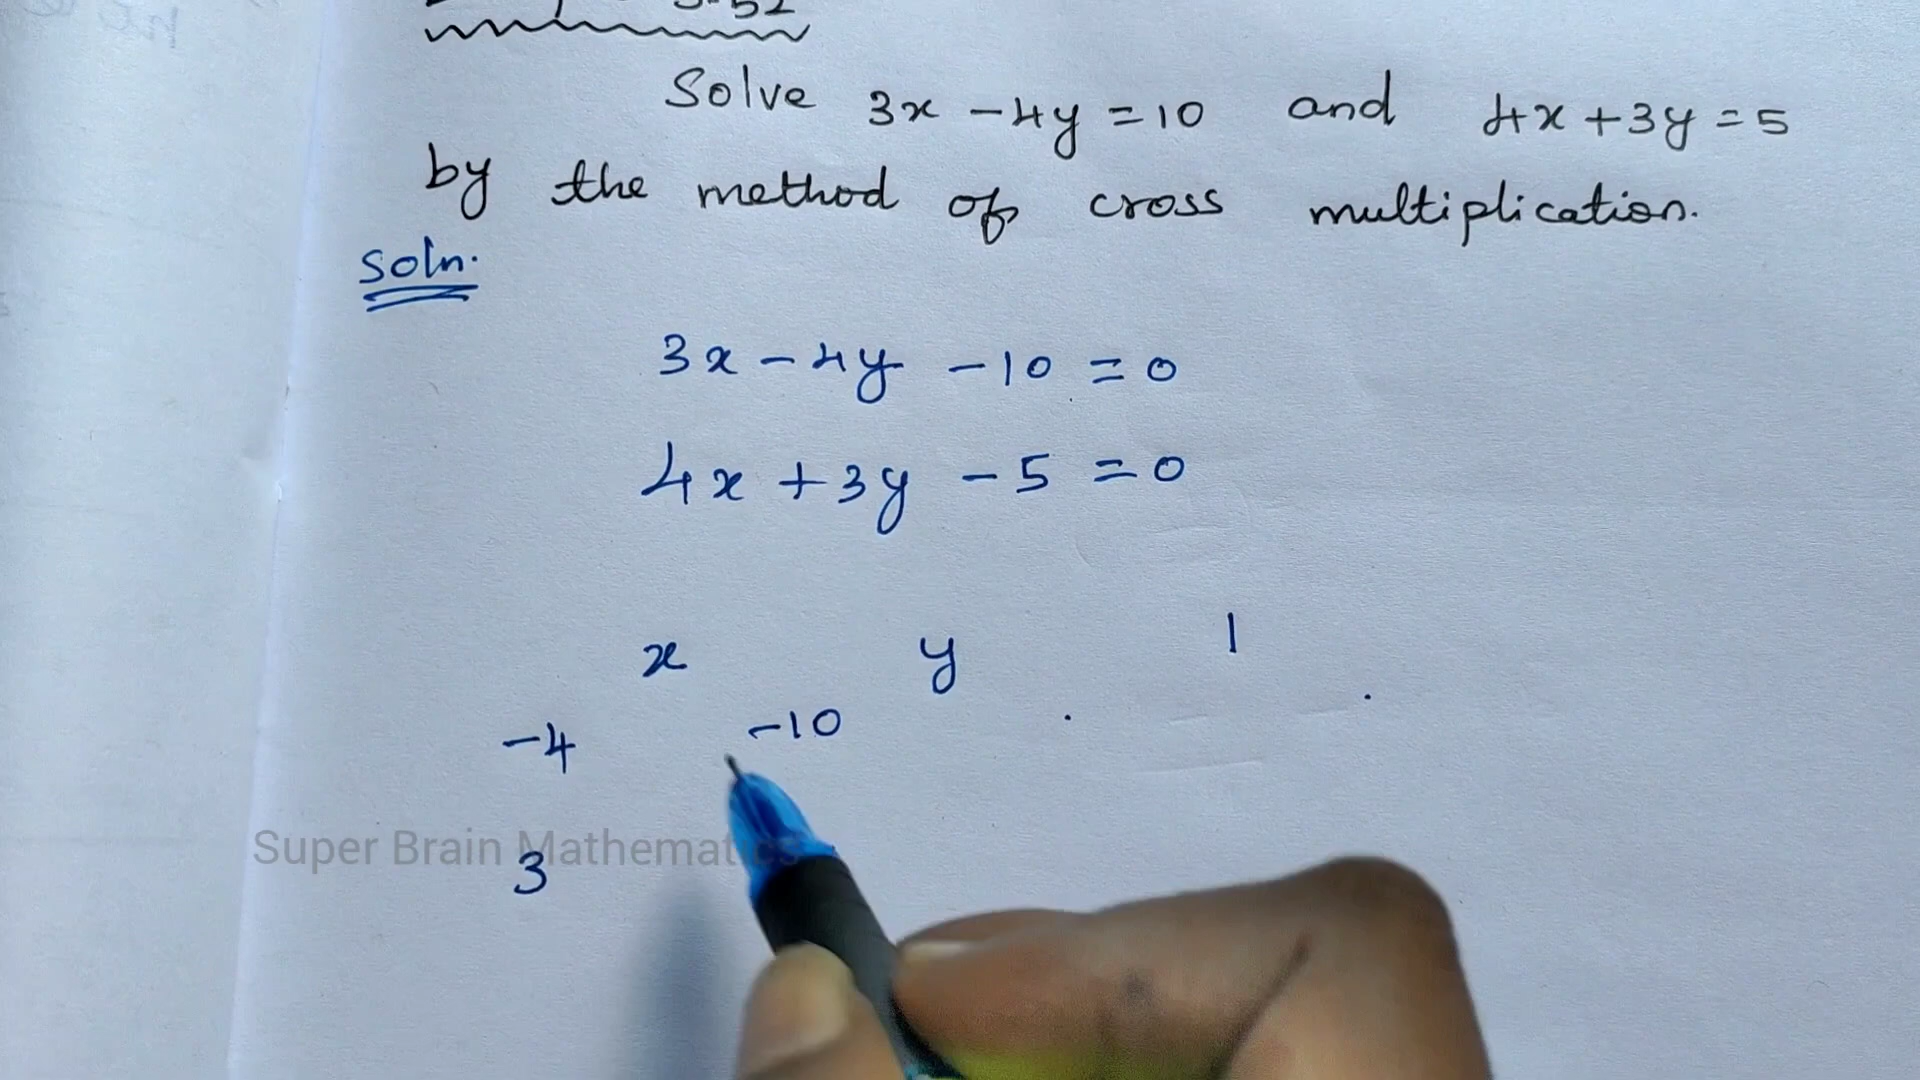 Solve 3x - 4y = 10 and 4x + 3y = 5
by the method of cross multiplication.
Soln.
3x - 4y - 10 = 0
4x + 3y - 5 = 0
x y 1
-4 -10
3
Super Brain Mathematics